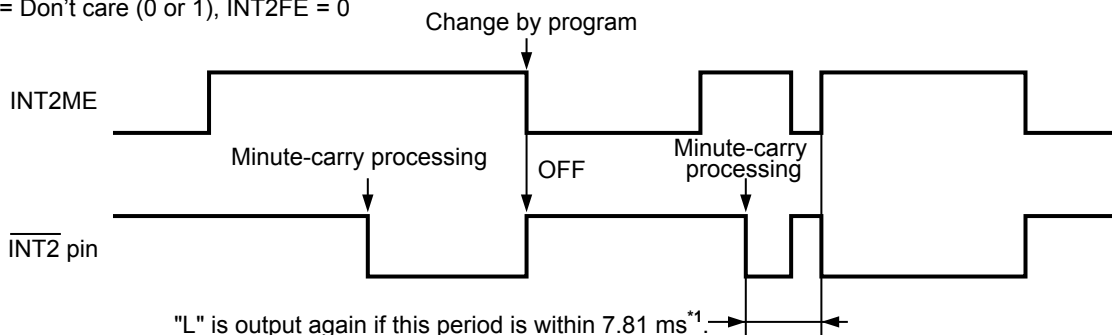 = Don't care (0 or 1), INT2FE = 0
Change by program
INT2ME
Minute-carry processing
OFF
Minute-carry
processing
INT2 pin
"L" is output again if this period is within 7.81 ms*1.